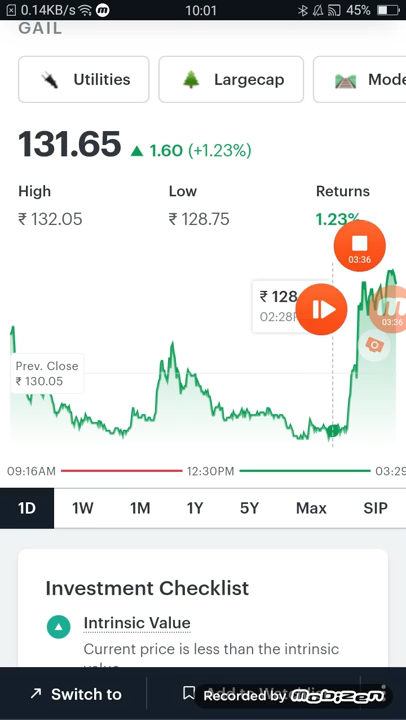 0.14KB/s 10:01 45%
GAIL
Utilities Largecap Mode
131.65 ▲ 1.60 (+1.23%)
High Low Returns
₹ 132.05 ₹ 128.75 1.23%
03:36
₹ 128
02:28
03:36
Prev. Close
₹ 130.05
09:16AM 12:30PM 03:29
1D 1W 1M 1Y 5Y Max SIP
Investment Checklist
Intrinsic Value
Current price is less than the intrinsic
value
Switch to
Recorded by mobizen